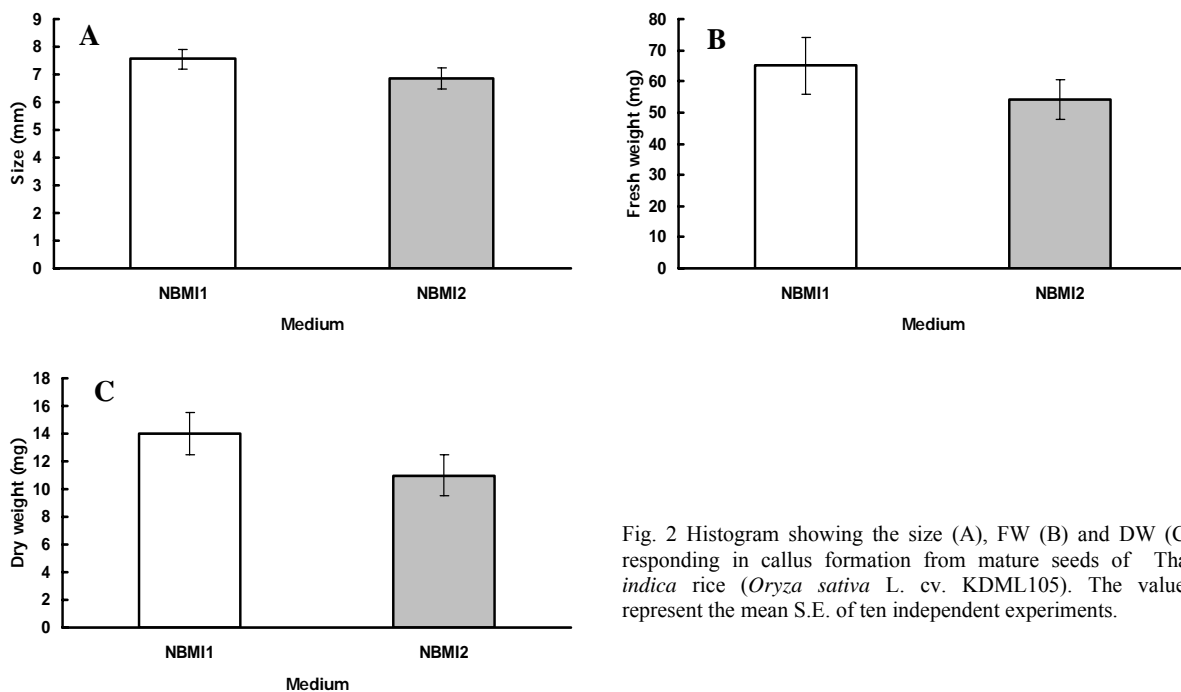 A
9
8
7
6
5
4
3
2
1
0
Size (mm)
NBMI1 NBMI2
Medium
B
80
70
60
50
40
30
20
10
0
Fresh weight (mg)
NBMI1 NBMI2
Medium
C
18
16
14
12
10
8
6
4
2
0
Dry weight (mg)
NBMI1 NBMI2
Medium
Fig. 2 Histogram showing the size (A), FW (B) and DW (C
responding in callus formation from mature seeds of Tha
indica rice (Oryza sativa L. cv. KDML105). The value
represent the mean S.E. of ten independent experiments.